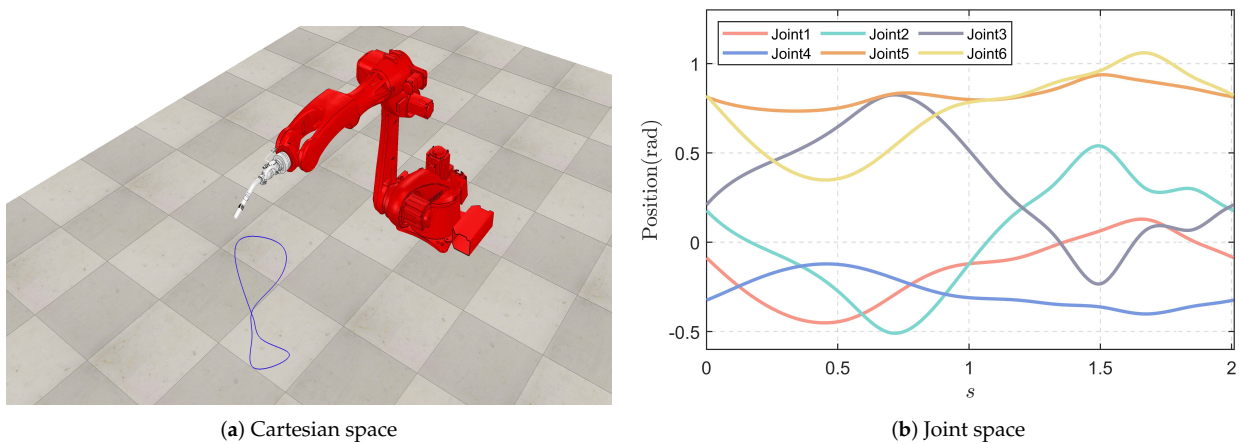 Joint1 Joint2 Joint3
Joint4 Joint5 Joint6
Position(rad)
1
0.5
0
-0.5
0 0.5 1 1.5 2
s
(a) Cartesian space
(b) Joint space